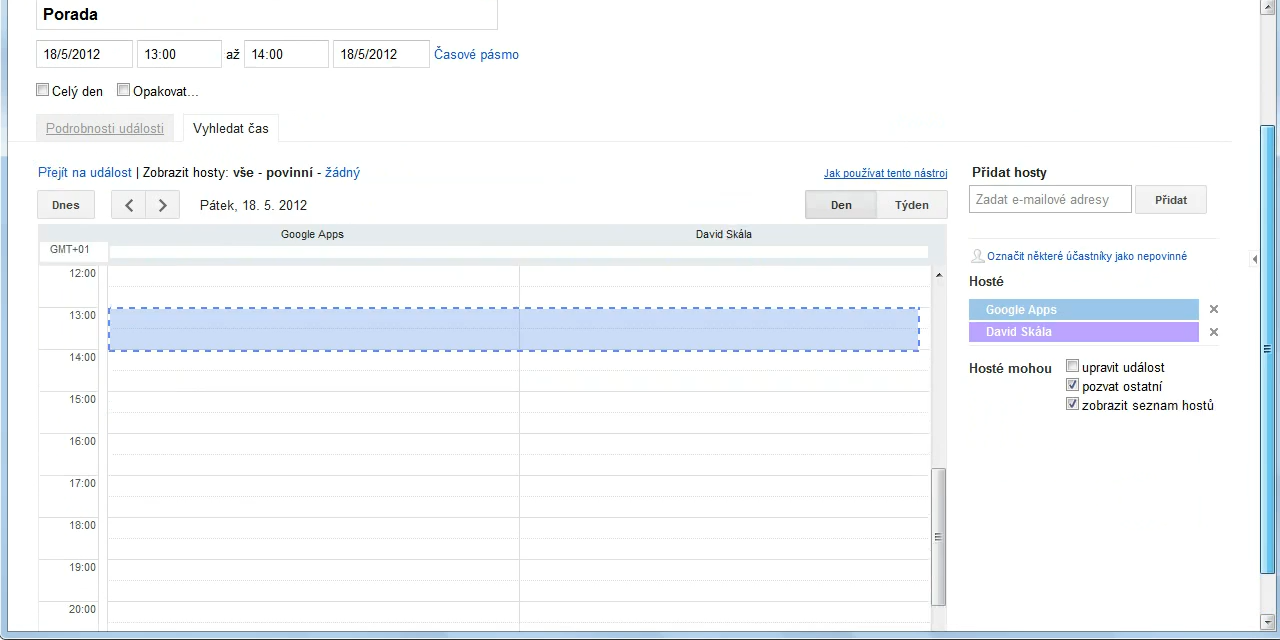 Porada
18/5/2012 13:00 až 14:00 18/5/2012 Časové pásmo
Celý den Opakovat...
Podrobnosti události Vyhledat čas
Přejít na událost | Zobrazit hosty: vše - povinní - žádný
Jak používat tento nástroj
Dnes Pátek, 18. 5. 2012 Den Týden
Google Apps David Skála
GMT+01
12:00
13:00
14:00
15:00
16:00
17:00
18:00
19:00
20:00
Přidat hosty
Zadat e-mailové adresy Přidat
Označit některé účastníky jako nepovinné
Hosté
Google Apps
David Skála
Hosté mohou upravit událost
pozvat ostatní
zobrazit seznam hostů